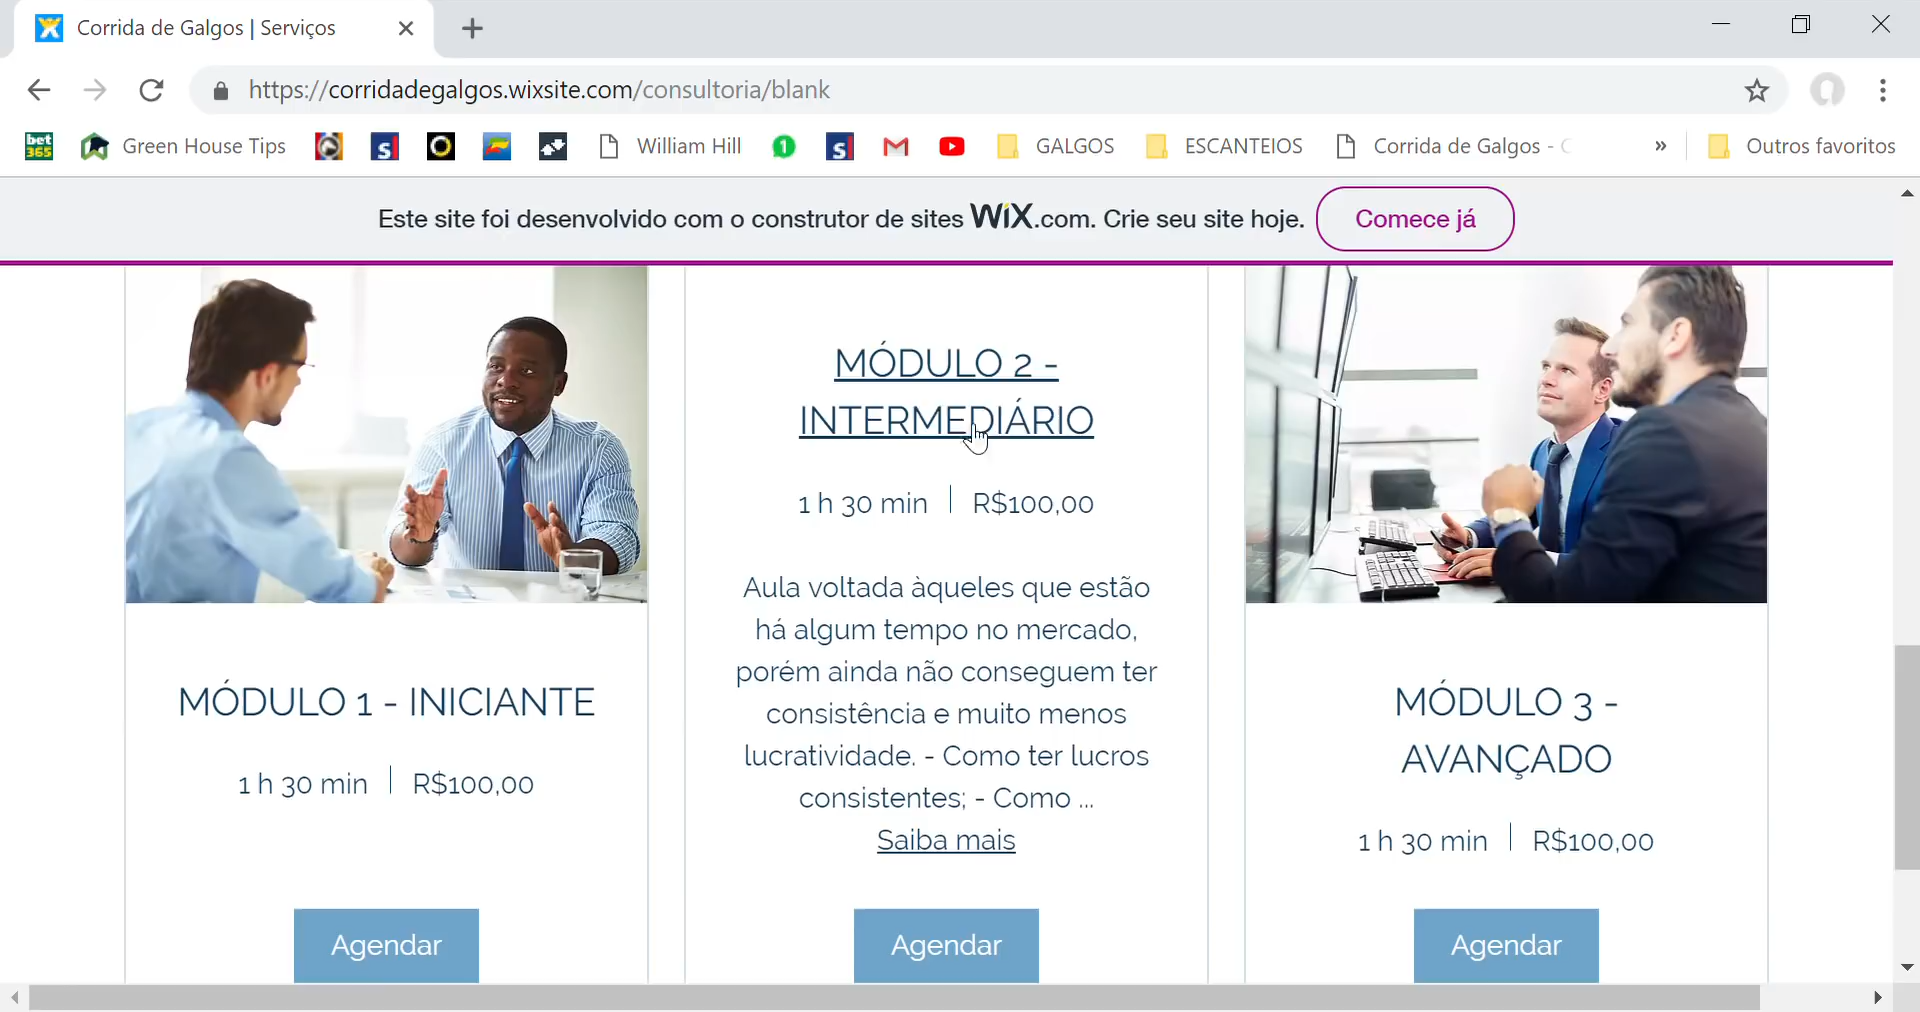 Corrida de Galgos | Serviços
https://corridadegalgos.wixsite.com/consultoria/blank
bet365
Green House Tips
William Hill
1
GALGOS
ESCANTEIOS
Corrida de Galgos -
»
Outros favoritos
Este site foi desenvolvido com o construtor de sites WiX.com. Crie seu site hoje.
Comece já
MÓDULO 1 - INICIANTE
1 h 30 min | R$100,00
Agendar
MÓDULO 2 -
INTERMEDIÁRIO
1 h 30 min | R$100,00
Aula voltada àqueles que estão
há algum tempo no mercado,
porém ainda não conseguem ter
consistência e muito menos
lucratividade. - Como ter lucros
consistentes; - Como ...
Saiba mais
Agendar
MÓDULO 3 -
AVANÇADO
1 h 30 min | R$100,00
Agendar